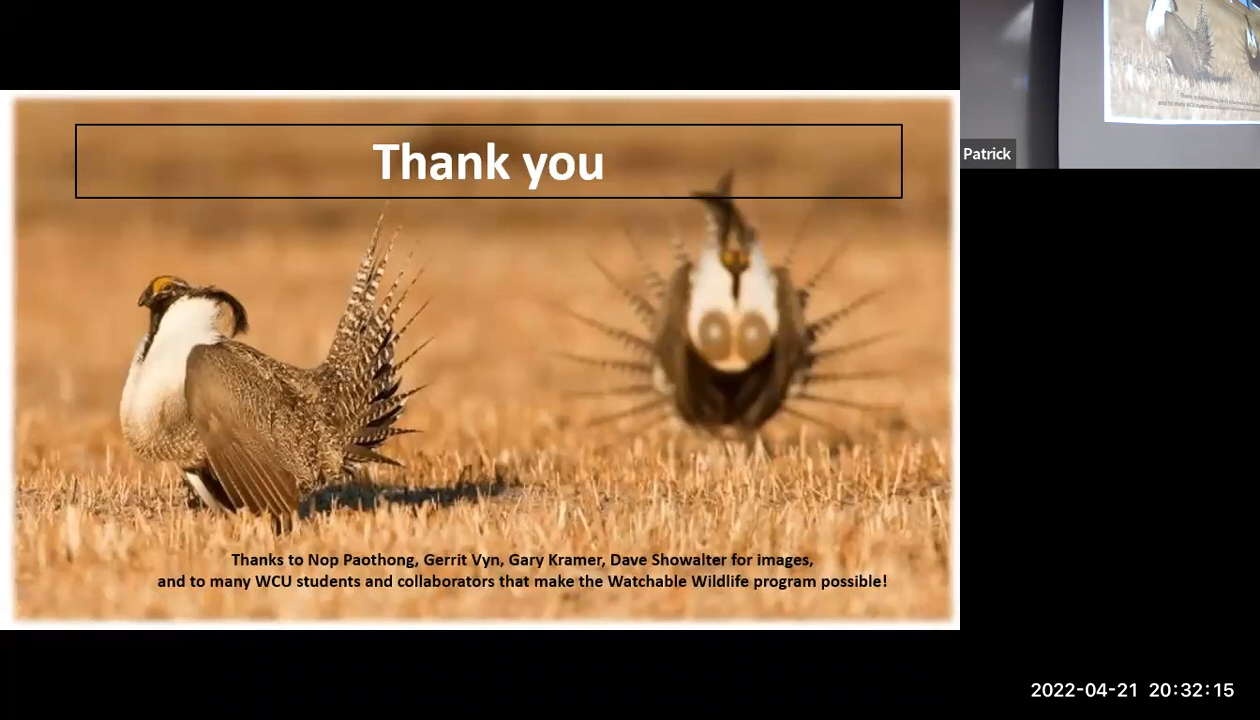 Thank you
Thanks to Nop Paothong, Gerrit Vyn, Gary Kramer, Dave Showalter for images,
and to many WCU students and collaborators that make the Watchable Wildlife program possible!
Patrick
2022-04-21 20:32:15